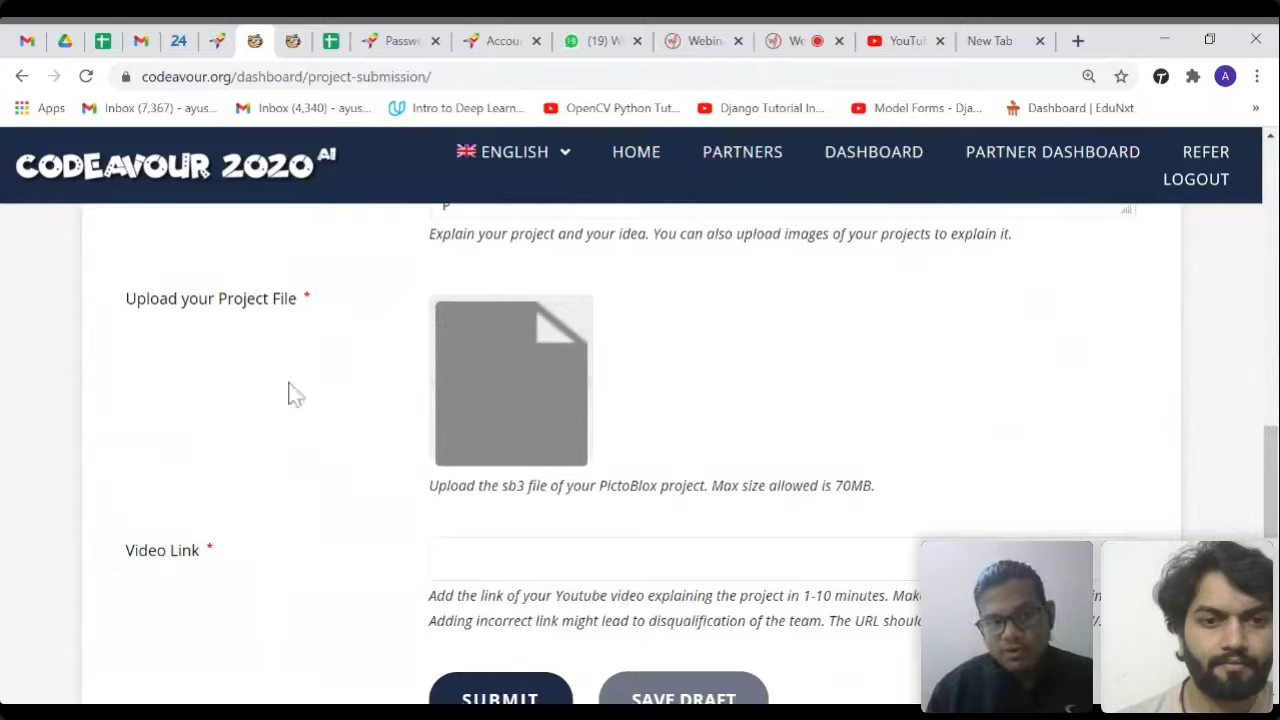 24
Passw
Accou
(19) W
Webin
We
YouTu
New Tab
codeavour.org/dashboard/project-submission/
A
Apps
Inbox (7,367) - ayus...
Inbox (4,340) - ayus...
Intro to Deep Learn...
OpenCV Python Tut...
Django Tutorial In...
Model Forms - Dja...
Dashboard | EduNxt
»
CODEAVOUR 2020 AI
ENGLISH
HOME
PARTNERS
DASHBOARD
PARTNER DASHBOARD
REFER
LOGOUT
Explain your project and your idea. You can also upload images of your projects to explain it.
Upload your Project File *
Upload the sb3 file of your PictoBlox project. Max size allowed is 70MB.
Video Link *
Add the link of your Youtube video explaining the project in 1-10 minutes. Make
Adding incorrect link might lead to disqualification of the team. The URL should
SUBMIT
SAVE DRAFT